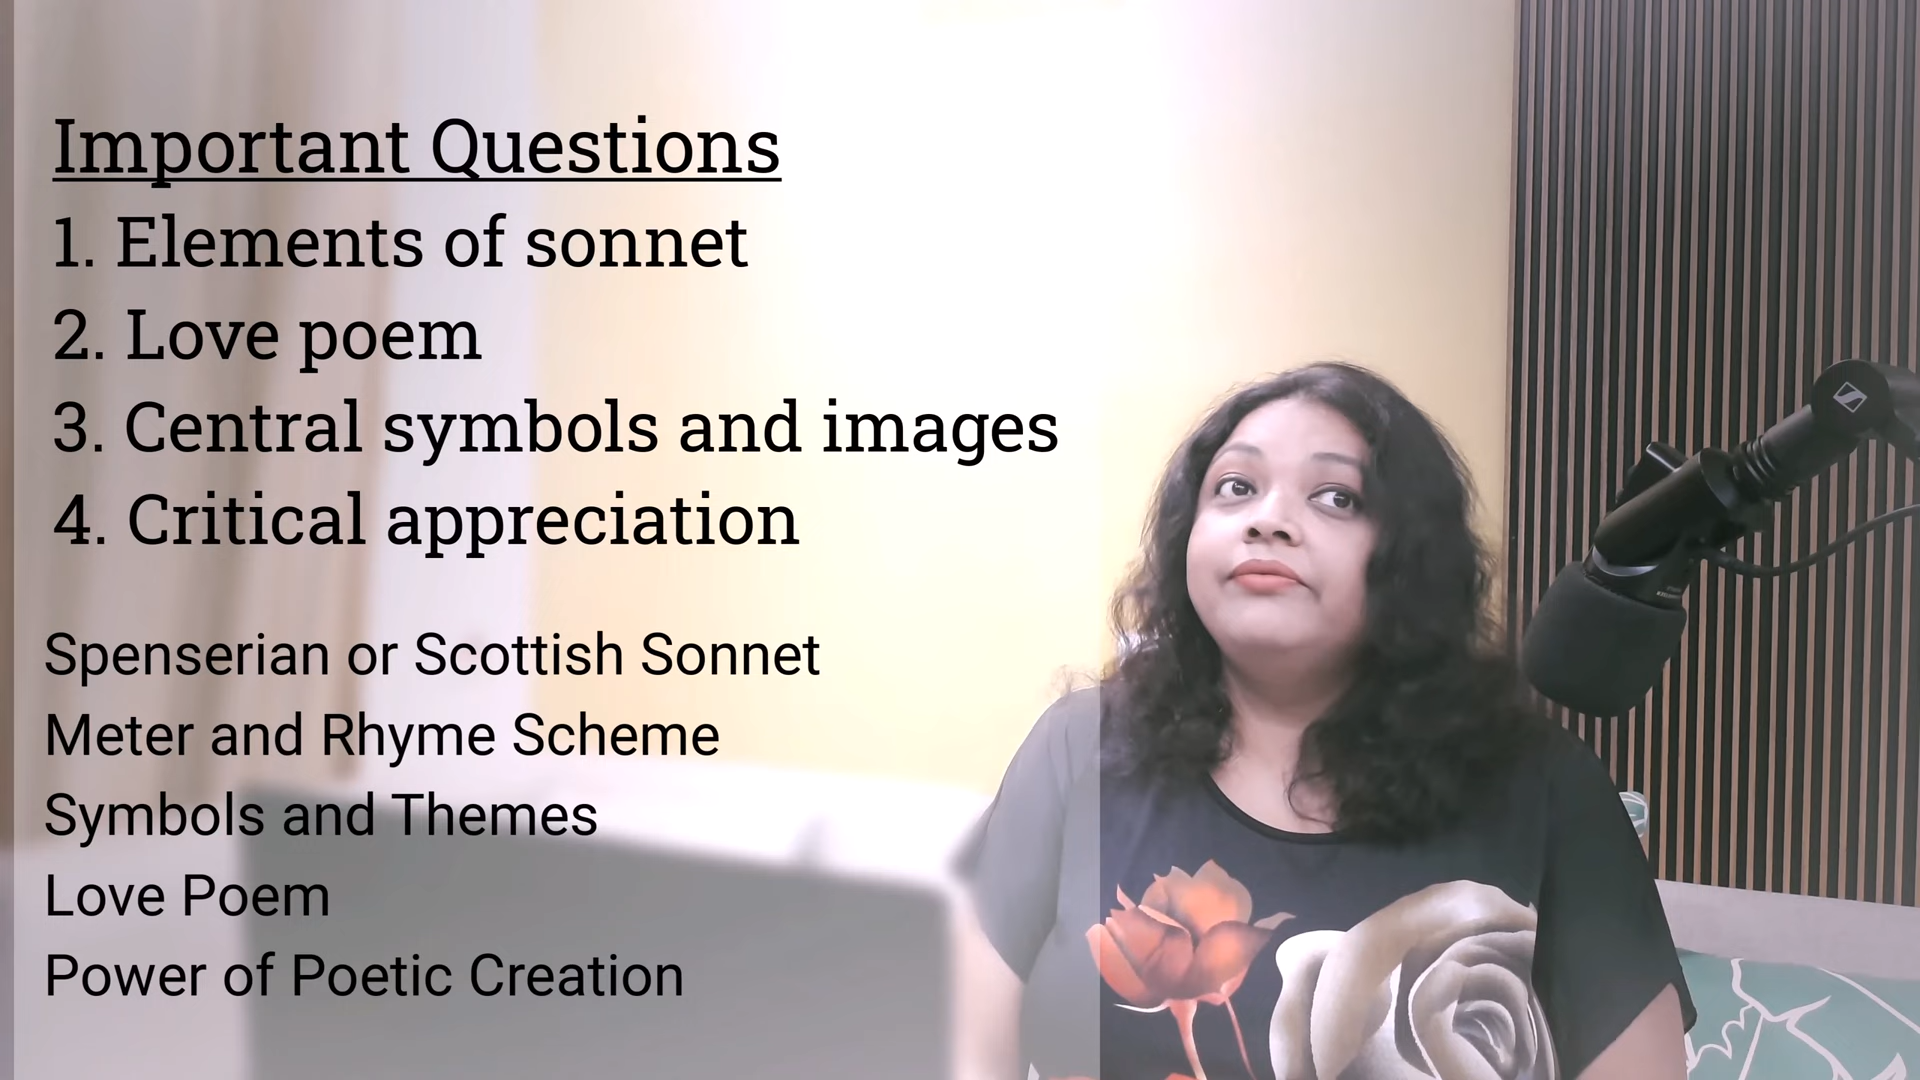 Important Questions
1. Elements of sonnet
2. Love poem
3. Central symbols and images
4. Critical appreciation
Spenserian or Scottish Sonnet
Meter and Rhyme Scheme
Symbols and Themes
Love Poem
Power of Poetic Creation